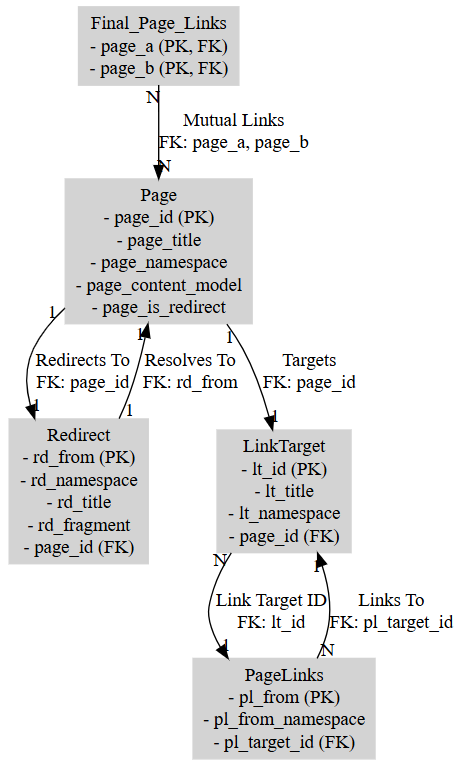 Final_Page_Links
- page_a (PK, FK)
- page_b (PK, FK)
N
Mutual Links
FK: page_a, page_b
N
Page
- page_id (PK)
- page_title
- page_namespace
- page_content_model
- page_is_redirect
1
1
1
Redirects To
FK: page_id
Resolves To
FK: rd_from
Targets
FK: page_id
1
1
1
Redirect
- rd_from (PK)
- rd_namespace
- rd_title
- rd_fragment
- page_id (FK)
LinkTarget
- lt_id (PK)
- lt_title
- lt_namespace
- page_id (FK)
N
1
Link Target ID
FK: lt_id
Links To
FK: pl_target_id
1
N
PageLinks
- pl_from (PK)
- pl_from_namespace
- pl_target_id (FK)